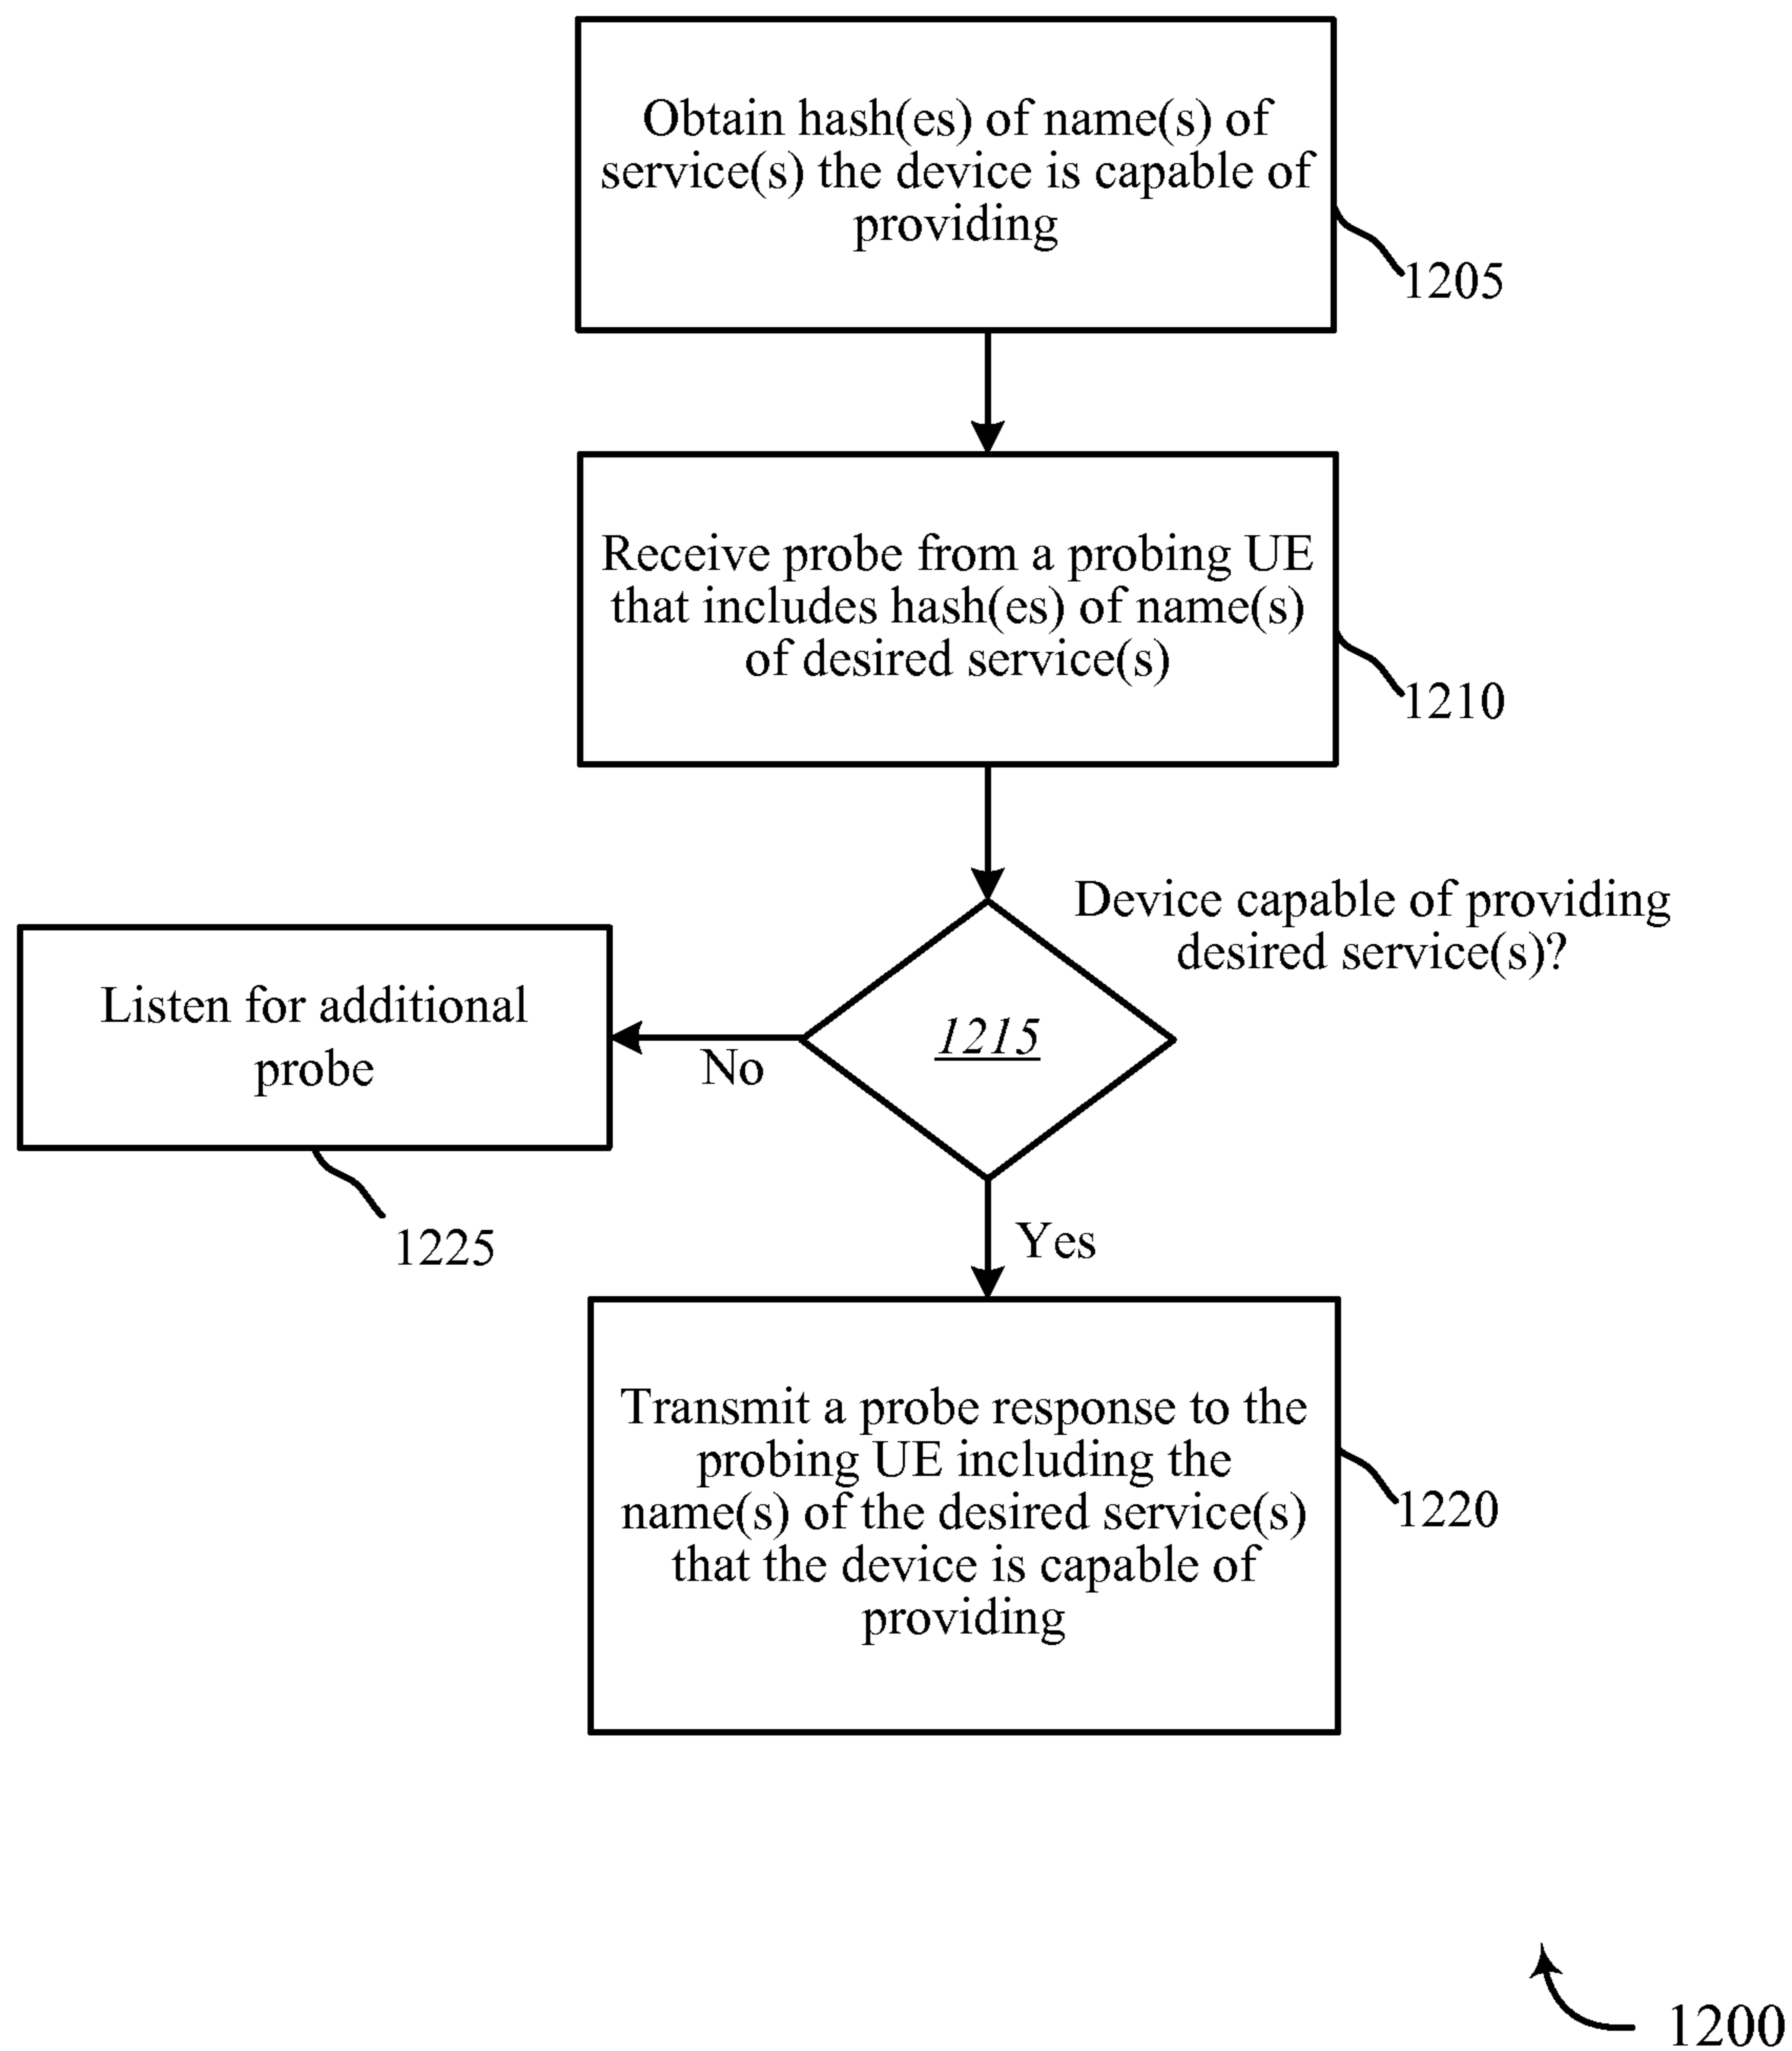 Obtain hash(es) of name(s) of
service(s) the device is capable of
providing
1205
Receive probe from a probing UE
that includes hash(es) of name(s)
of desired service(s)
1210
Device capable of providing
desired service(s)?
1215
No
Listen for additional
probe
1225
Yes
Transmit a probe response to the
probing UE including the
name(s) of the desired service(s)
that the device is capable of
providing
1220
1200